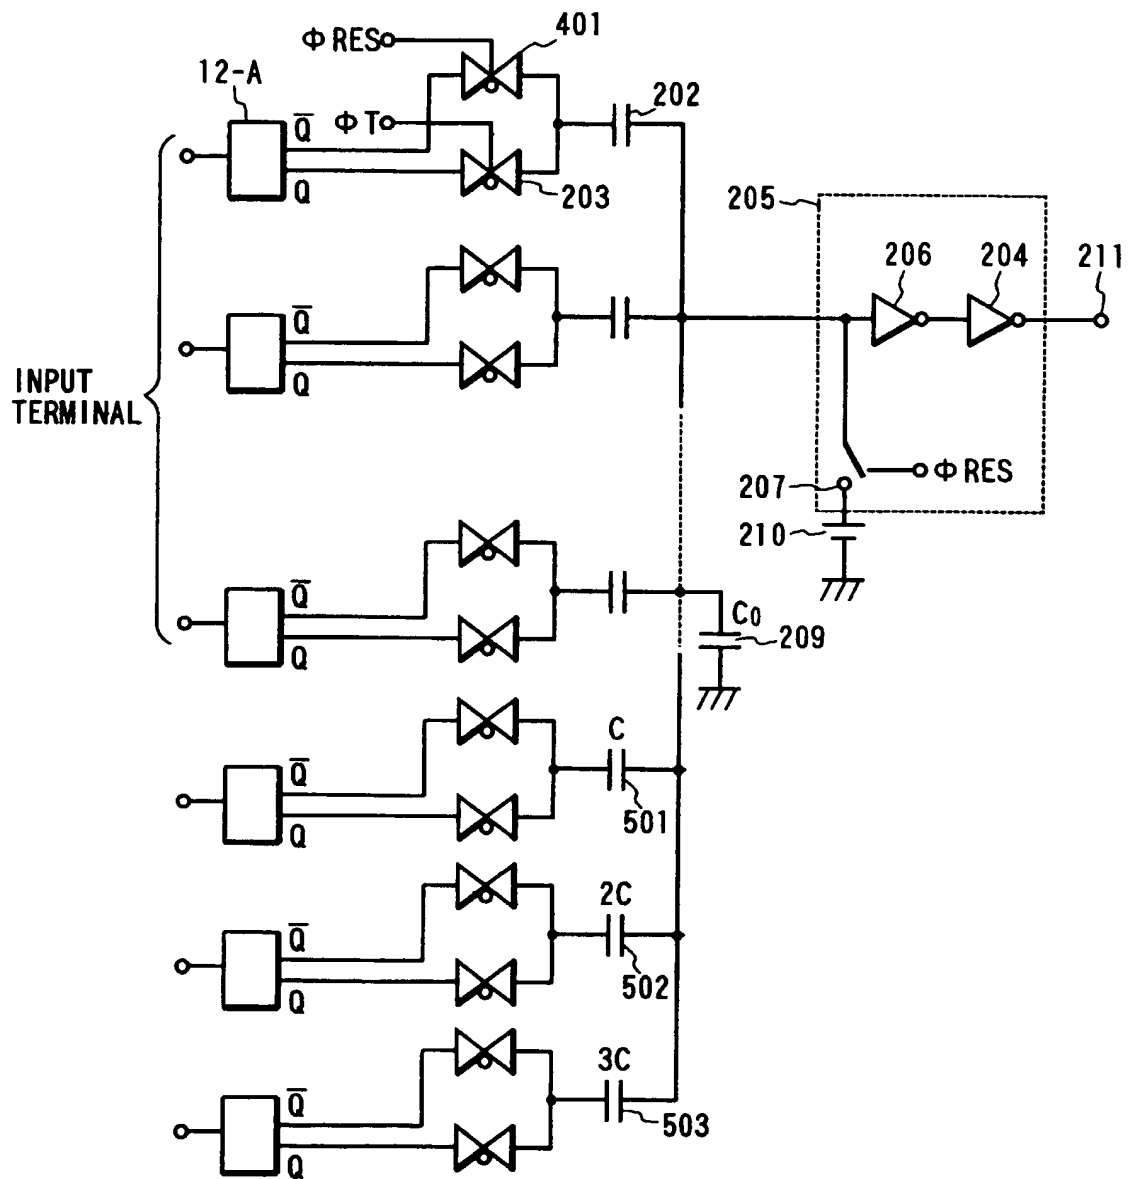 Φ RES
401
12-A
Q̅
Φ T
202
Q
203
205
206
204
211
Q̅
Q
INPUT
TERMINAL
Φ RES
207
210
Q̅
Q
C0
209
C
Q̅
Q
501
2C
Q̅
Q
502
3C
Q̅
Q
503